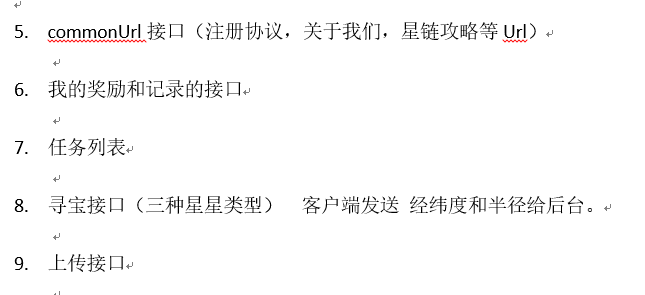 5. commonUrl 接口（注册协议，关于我们，星链攻略等 Url）
6. 我的奖励和记录的接口
7. 任务列表
8. 寻宝接口（三种星星类型） 客户端发送 经纬度和半径给后台。
9. 上传接口